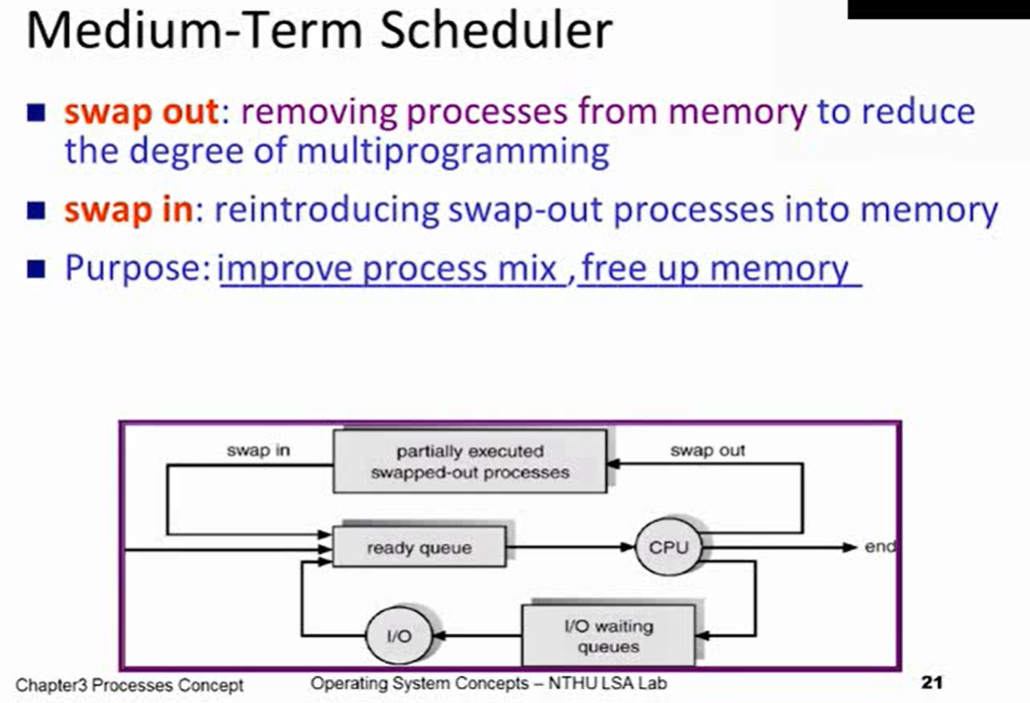 Medium-Term Scheduler
■ swap out: removing processes from memory to reduce
the degree of multiprogramming
■ swap in: reintroducing swap-out processes into memory
■ Purpose: improve process mix ,free up memory
swap in
partially executed
swapped-out processes
swap out
ready queue
CPU
end
I/O
I/O waiting
queues
Chapter3 Processes Concept
Operating System Concepts – NTHU LSA Lab
21